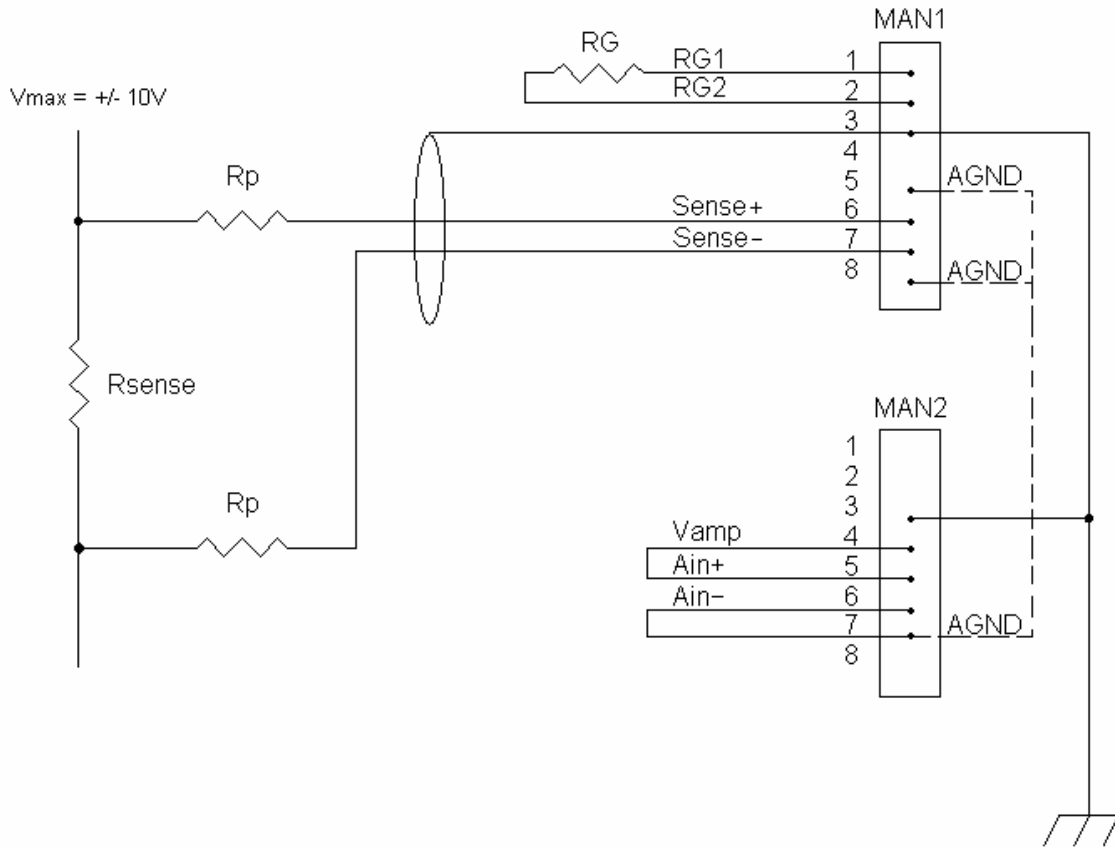 MAN1
RG
1
RG1
2
RG2
Vmax = +/- 10V
3
4
Rp
5
AGND
Sense+
6
Sense-
7
8
AGND
Rsense
MAN2
1
2
Rp
3
Vamp
4
Ain+
5
Ain-
6
7
AGND
8